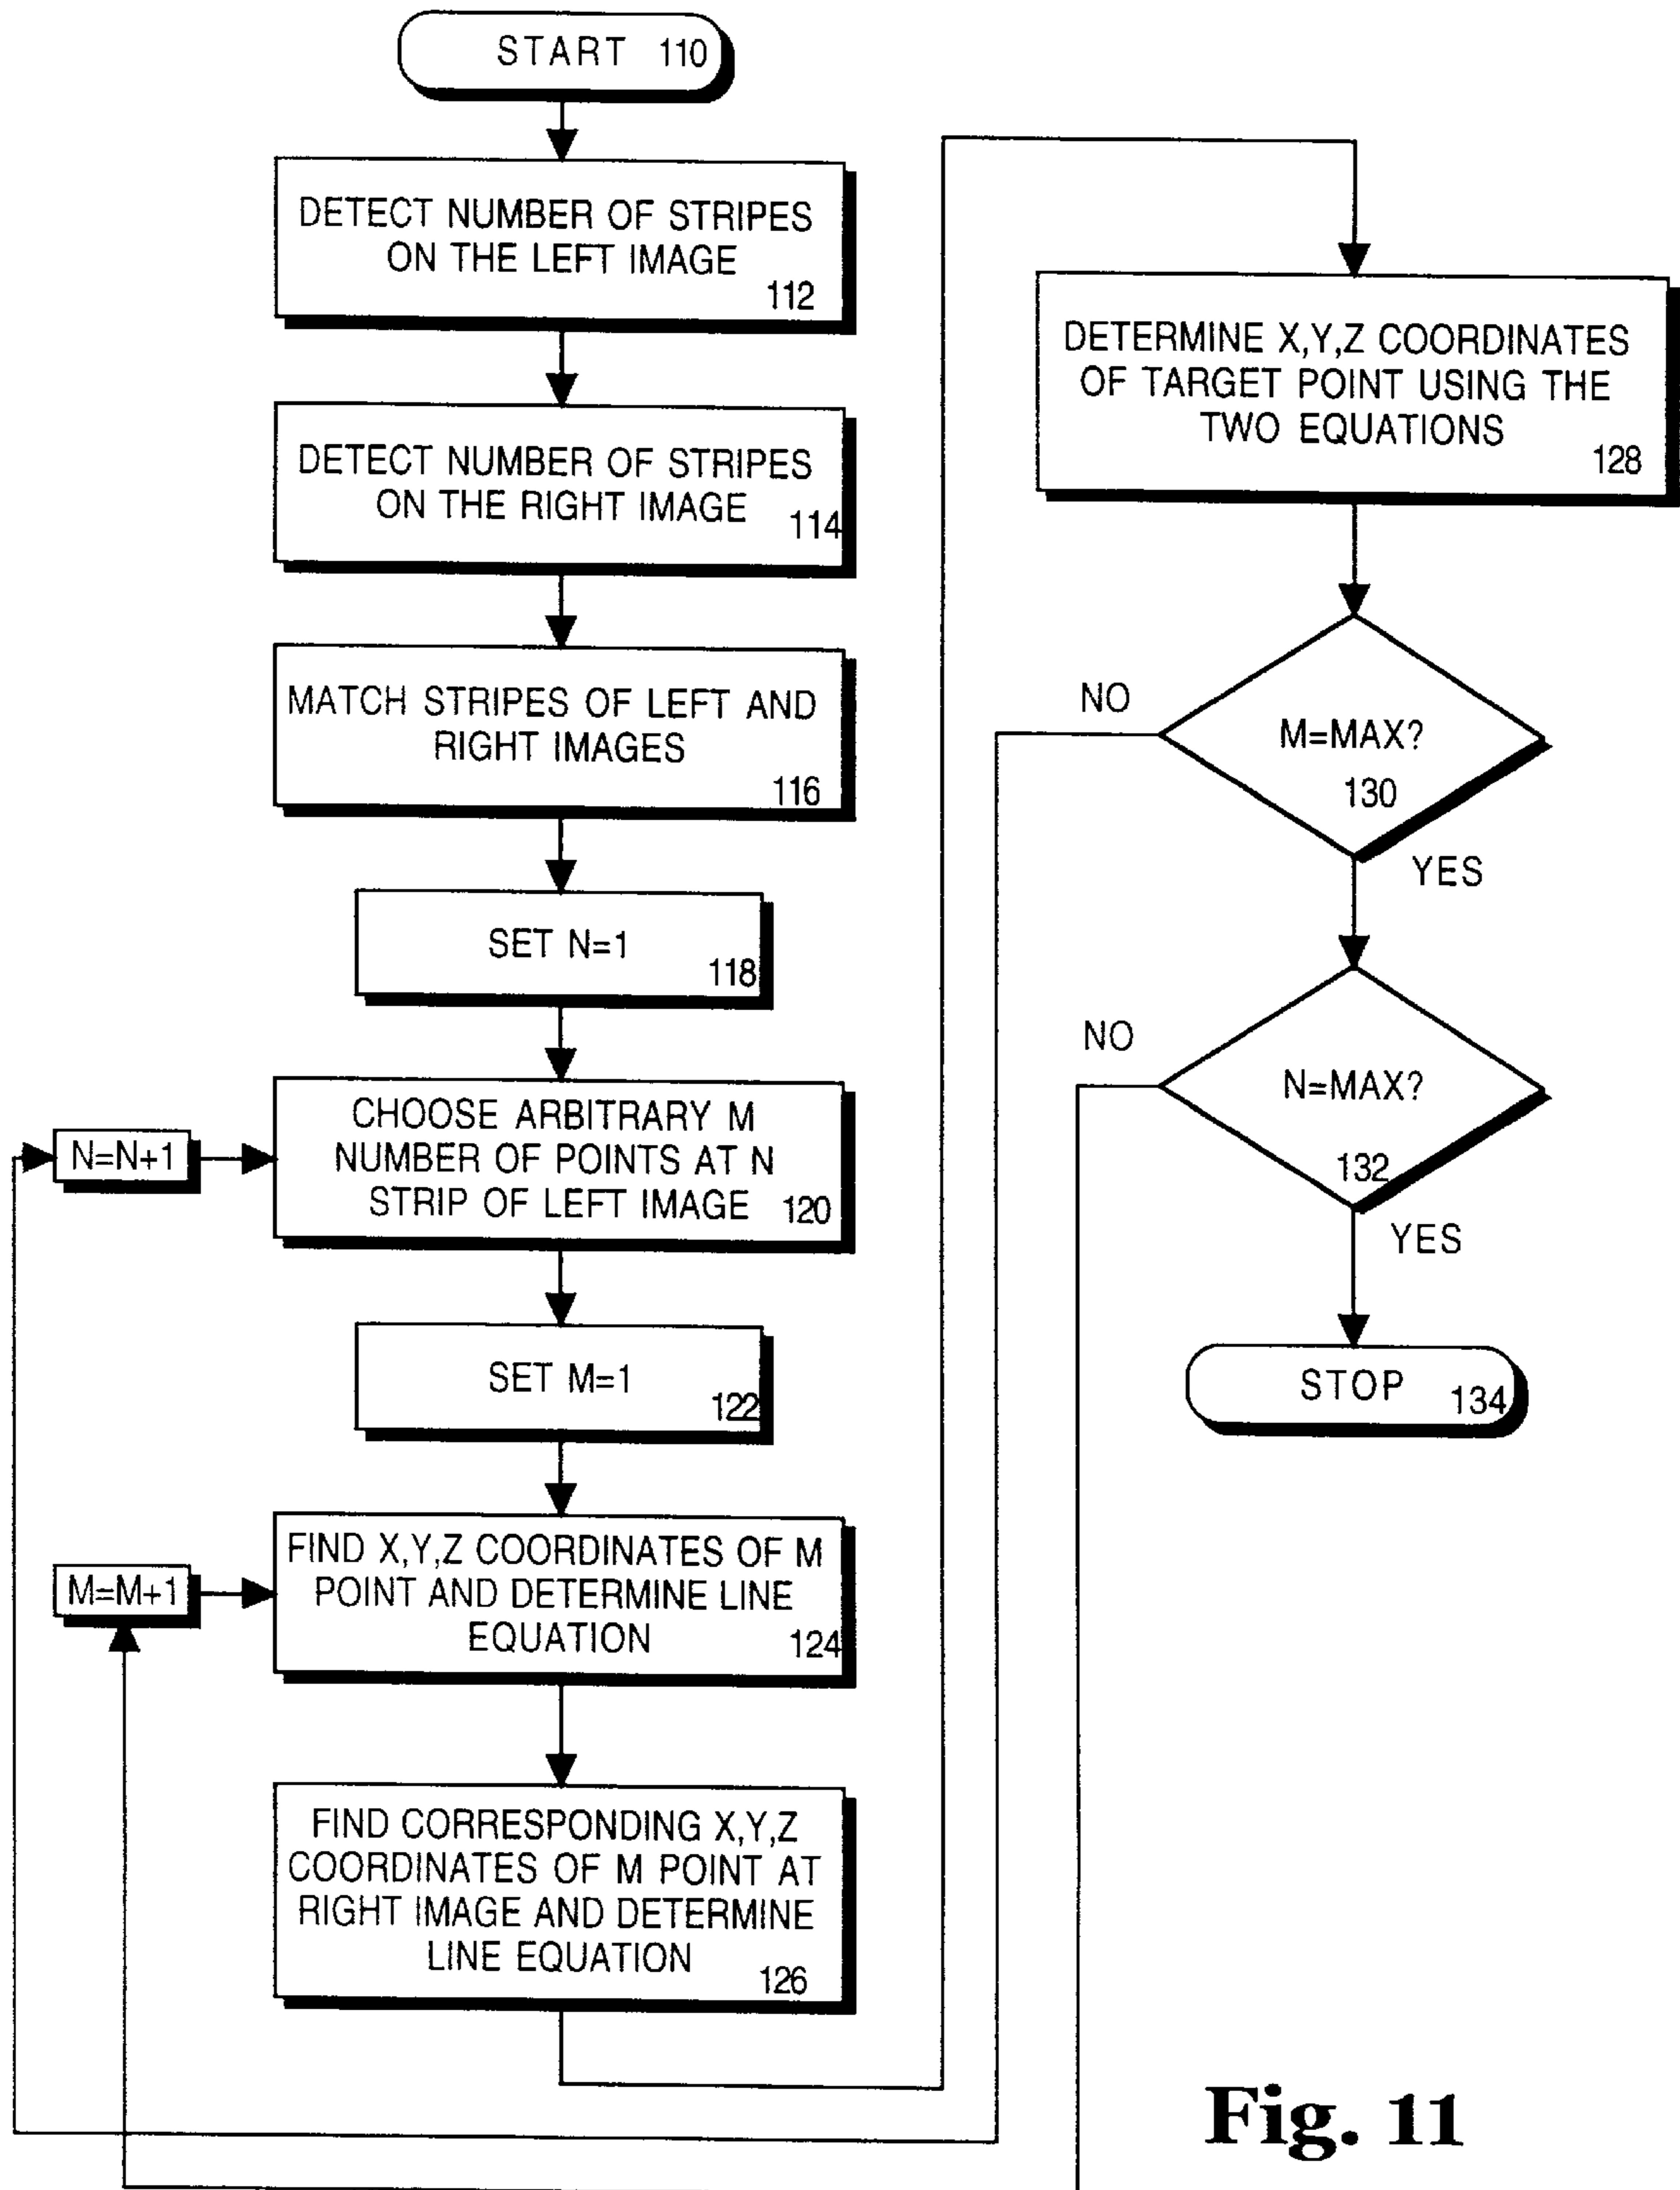 START 110
DETECT NUMBER OF STRIPES
ON THE LEFT IMAGE
112
DETECT NUMBER OF STRIPES
ON THE RIGHT IMAGE
114
MATCH STRIPES OF LEFT AND
RIGHT IMAGES
116
SET N=1
118
N=N+1
CHOOSE ARBITRARY M
NUMBER OF POINTS AT N
STRIP OF LEFT IMAGE 120
SET M=1
122
M=M+1
FIND X,Y,Z COORDINATES OF M
POINT AND DETERMINE LINE
EQUATION 124
FIND CORRESPONDING X,Y,Z
COORDINATES OF M POINT AT
RIGHT IMAGE AND DETERMINE
LINE EQUATION
126
DETERMINE X,Y,Z COORDINATES
OF TARGET POINT USING THE
TWO EQUATIONS
128
NO
M=MAX?
130
YES
NO
N=MAX?
132
YES
STOP 134
Fig. 11